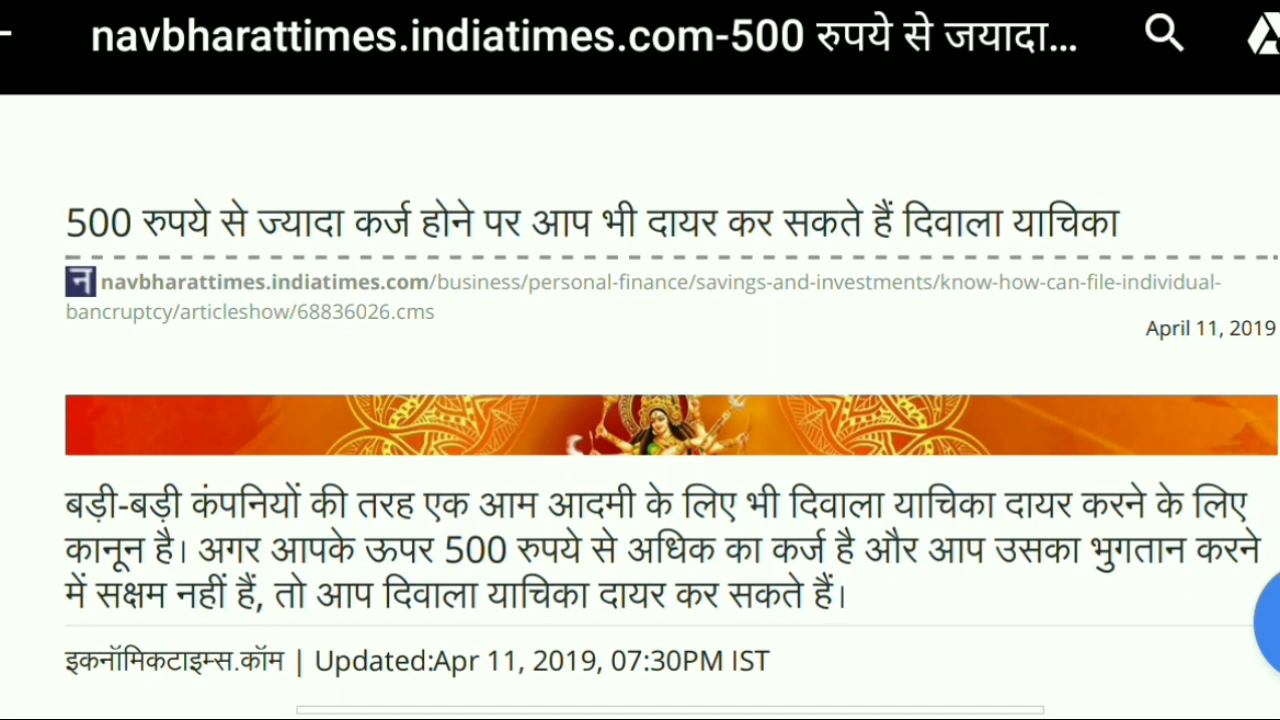 navbharattimes.indiatimes.com-500 रुपये से जयादा...
500 रुपये से ज्यादा कर्ज होने पर आप भी दायर कर सकते हैं दिवाला याचिका
न navbharattimes.indiatimes.com/business/personal-finance/savings-and-investments/know-how-can-file-individual-
bancruptcy/articleshow/68836026.cms
April 11, 2019
बड़ी-बड़ी कंपनियों की तरह एक आम आदमी के लिए भी दिवाला याचिका दायर करने के लिए
कानून है। अगर आपके ऊपर 500 रुपये से अधिक का कर्ज है और आप उसका भुगतान करने
में सक्षम नहीं हैं, तो आप दिवाला याचिका दायर कर सकते हैं।
इकनॉमिकटाइम्स.कॉम | Updated:Apr 11, 2019, 07:30PM IST